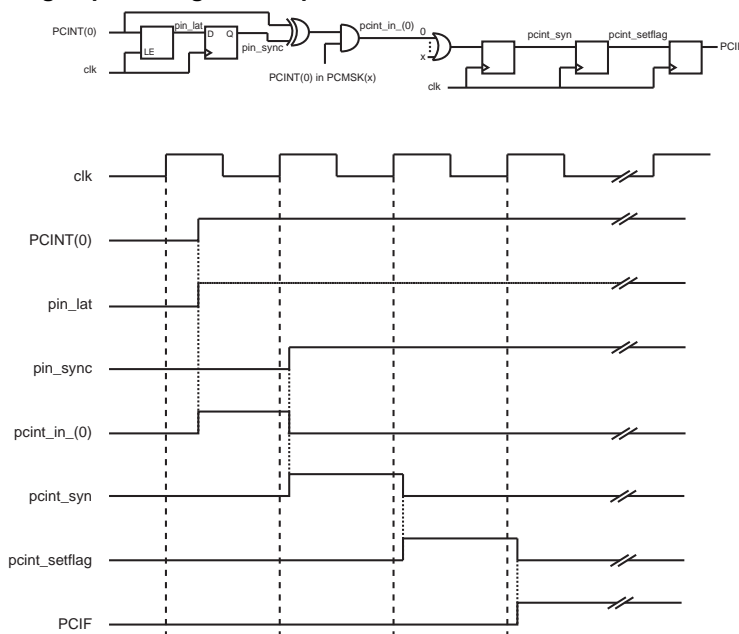 PCINT(0)
pin_lat
D Q
LE
pin_sync
clk
PCINT(0) in PCMSK(x)
pcint_in_(0)
0
x
pcint_syn
pcint_setflag
clk
clk
PCINT(0)
pin_lat
pin_sync
pcint_in_(0)
pcint_syn
pcint_setflag
PCIF